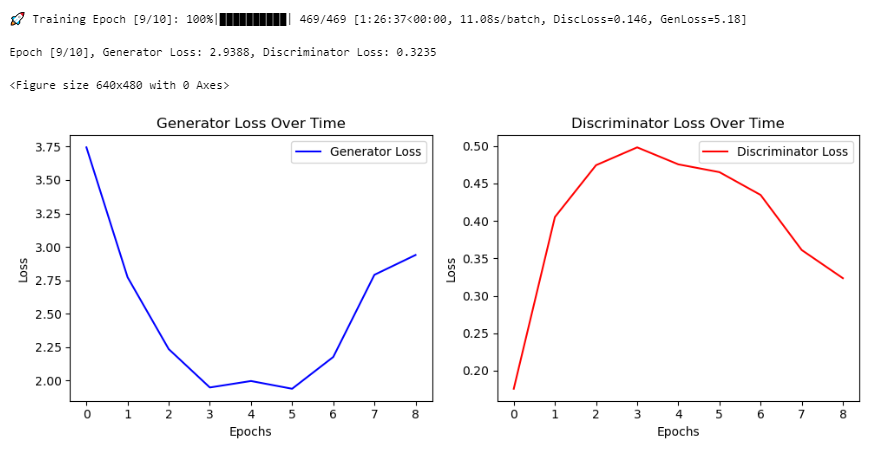 🚀 Training Epoch [9/10]: 100%|██████████| 469/469 [1:26:37<00:00, 11.08s/batch, DiscLoss=0.146, GenLoss=5.18]
Epoch [9/10], Generator Loss: 2.9388, Discriminator Loss: 0.3235
<Figure size 640x480 with 0 Axes>
Generator Loss Over Time
Generator Loss
3.75
3.50
3.25
3.00
2.75
2.50
2.25
2.00
Loss
0 1 2 3 4 5 6 7 8
Epochs
Discriminator Loss Over Time
Discriminator Loss
0.50
0.45
0.40
0.35
0.30
0.25
0.20
Loss
0 1 2 3 4 5 6 7 8
Epochs